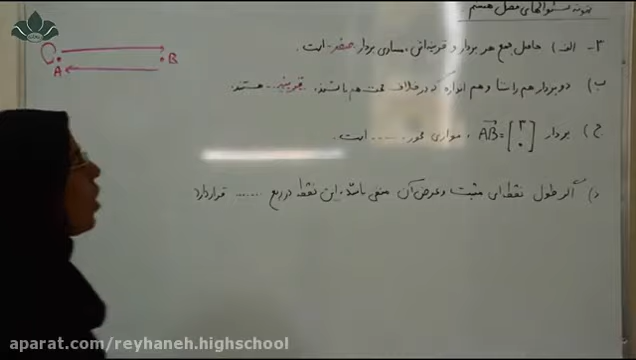 نمونه سئوالهای فصل هشتم
۳- الف) حاصل جمع هر بردار و قرینه‌اش، مساوی بردار صفر است.
ب) دو بردار هم راستا و هم اندازه که در خلاف جهت هم باشند، قرینه هستند.
ج) بردار AB = [۳ ۰] ، موازی محور ...... است.
د) اگر طول نقطه‌ای مثبت و عرض آن منفی باشد، این نقطه در ربع ...... قرار دارد
A B
aparat.com/reyhaneh.highschool